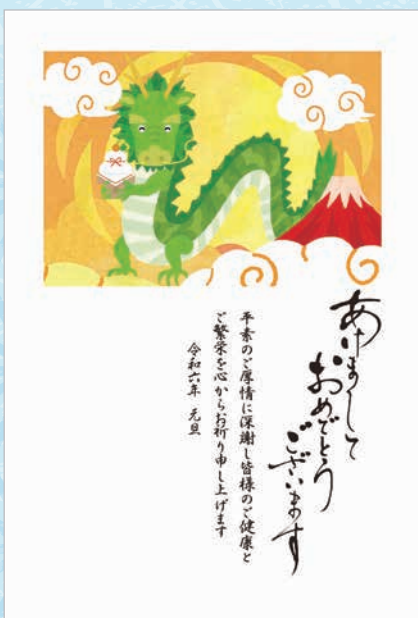 あけまして
おめでとう
ございます
平素のご厚情に深謝し皆様のご健康と
ご繁栄を心からお祈り申し上げます
令和六年 元旦